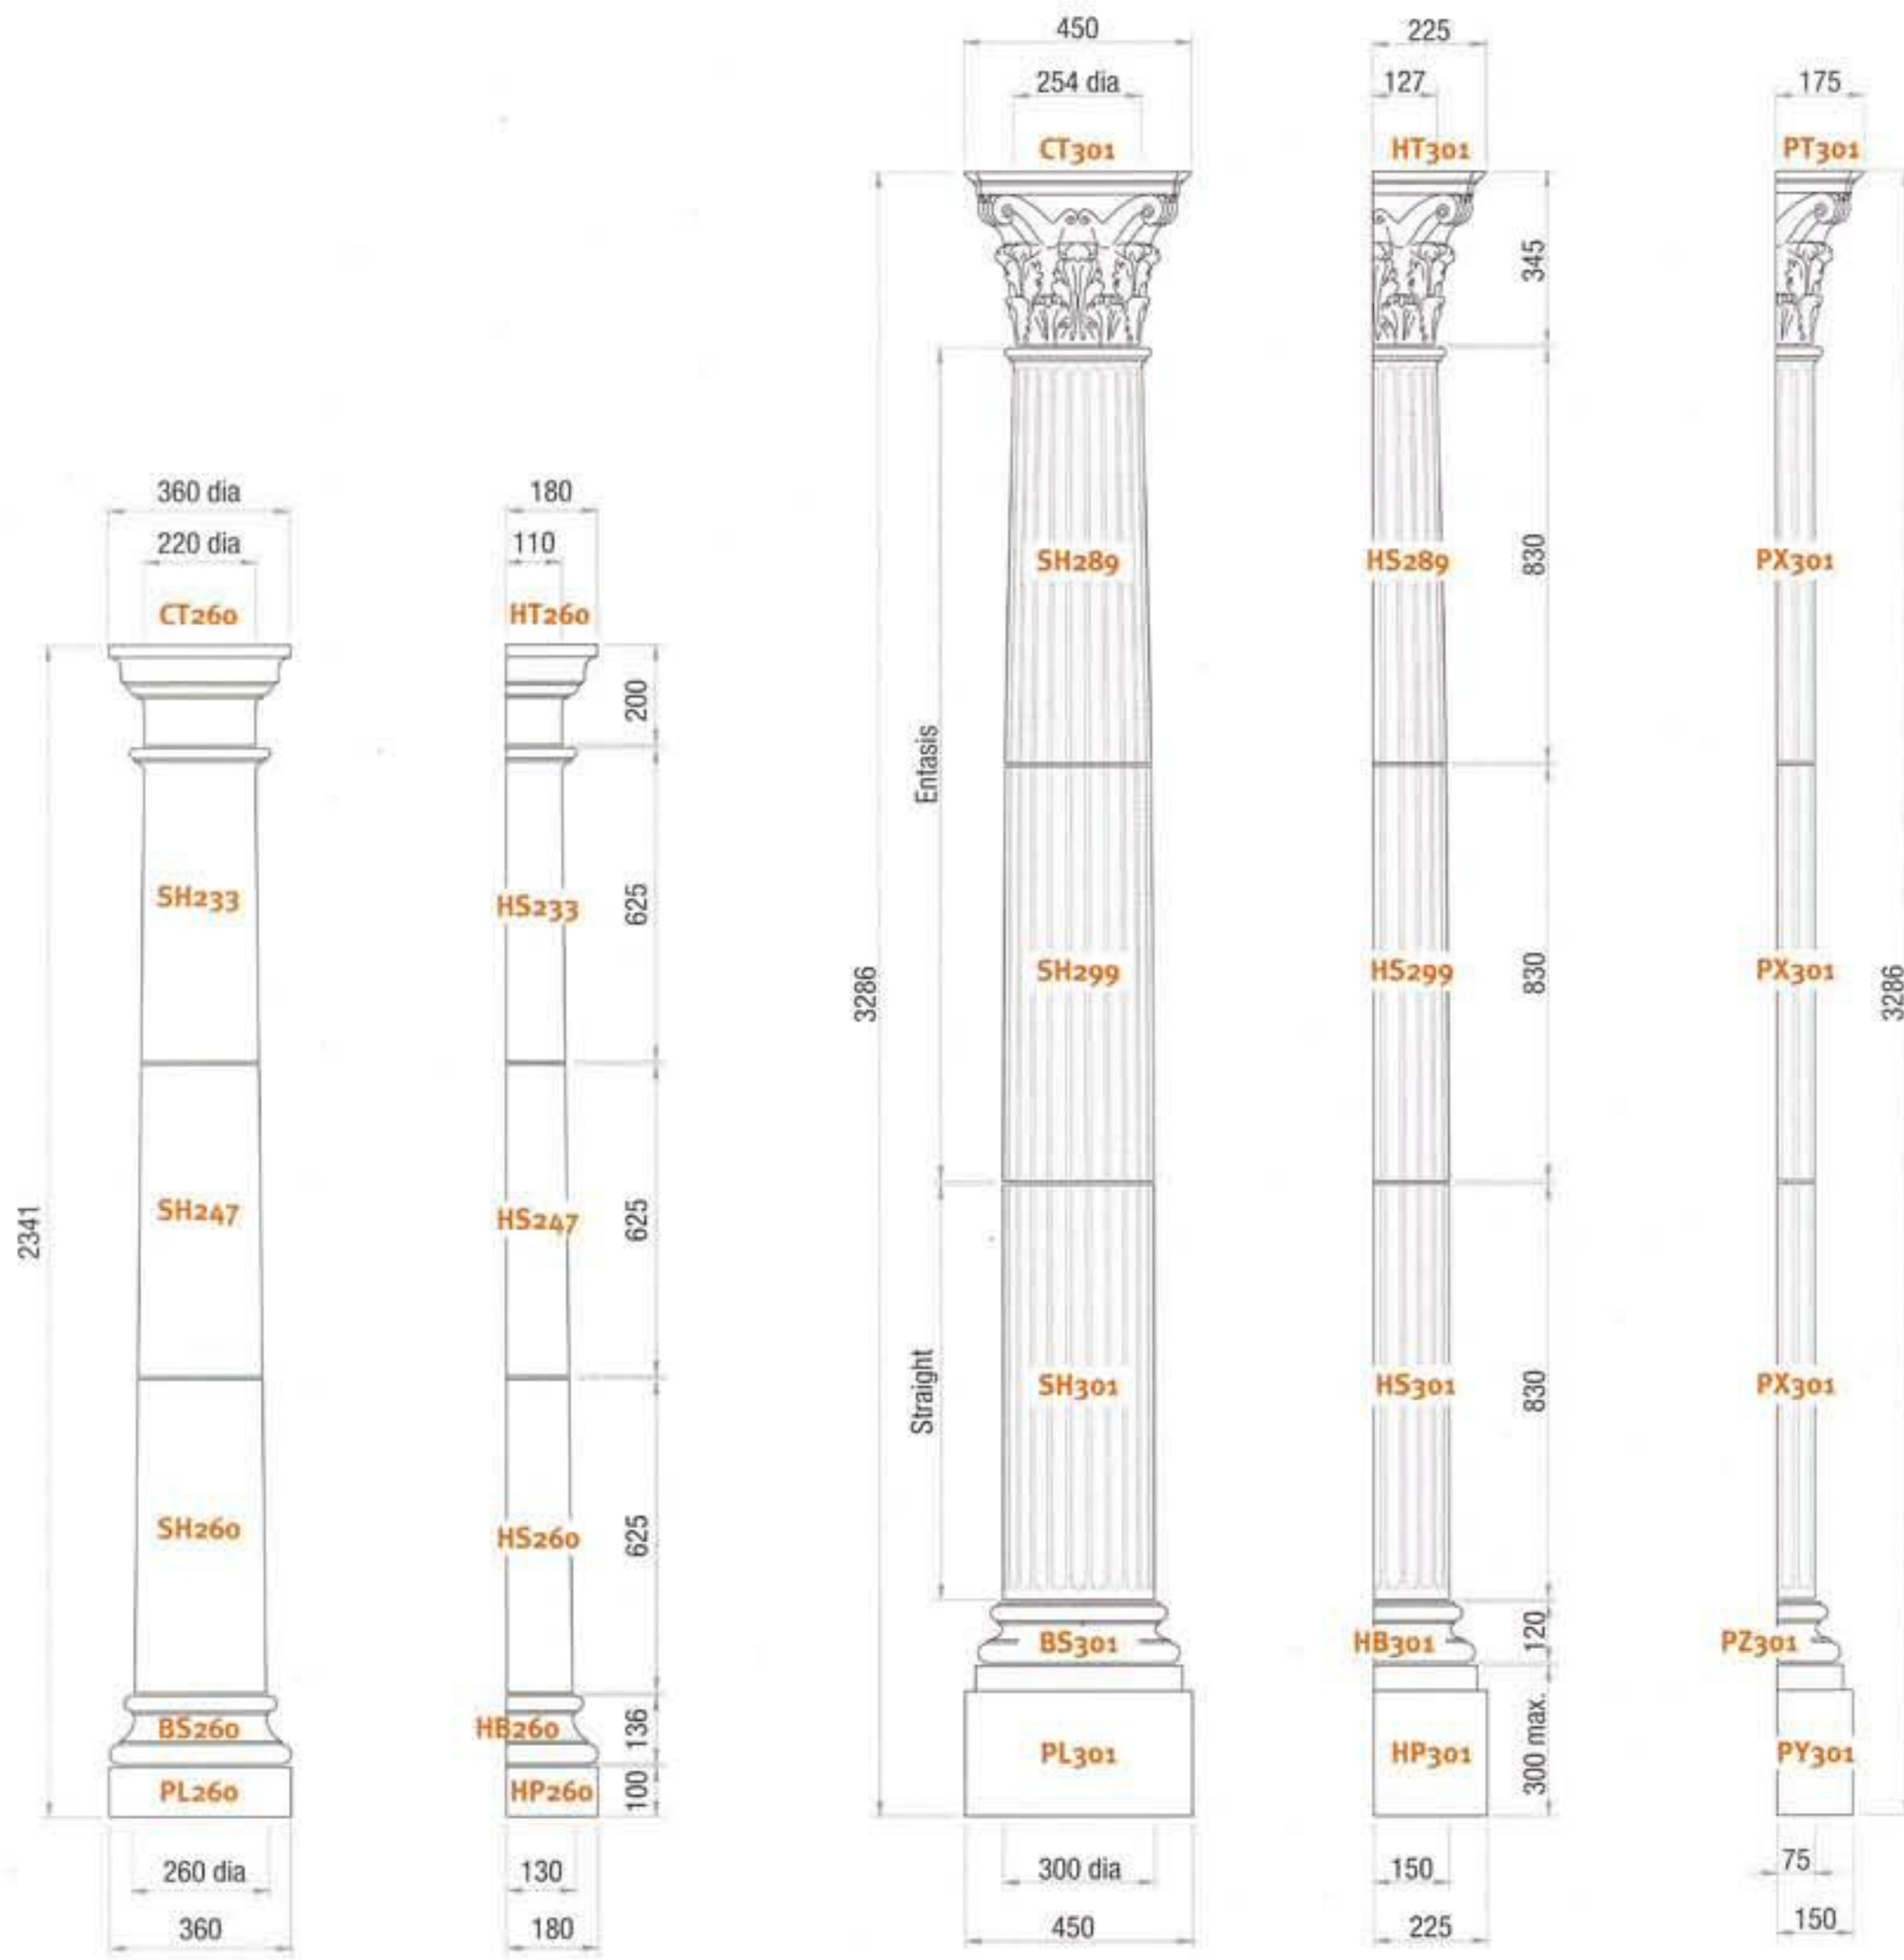 360 dia
220 dia
CT260
SH233
SH247
SH260
BS260
PL260
260 dia
360
2341
180
110
HT260
HS233
HS247
HS260
HB260
HP260
200
625
625
625
136
100
130
180
450
254 dia
CT301
SH289
SH299
SH301
BS301
PL301
300 dia
450
3286
Entasis
Straight
225
127
HT301
HS289
HS299
HS301
HB301
HP301
345
830
830
830
120
300 max.
150
225
175
PT301
PX301
PX301
PX301
PZ301
PY301
3286
75
150